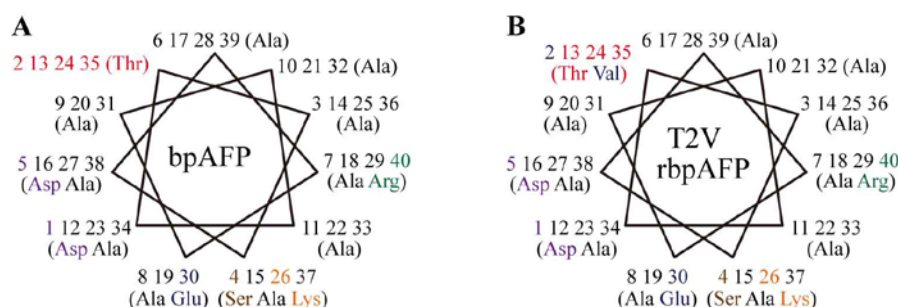 A
6 17 28 39 (Ala)
2 13 24 35 (Thr)
10 21 32 (Ala)
9 20 31
(Ala)
3 14 25 36
(Ala)
bpAFP
5 16 27 38
(Asp Ala)
7 18 29 40
(Ala Arg)
1 12 23 34
(Asp Ala)
11 22 33
(Ala)
8 19 30
(Ala Glu)
4 15 26 37
(Ser Ala Lys)
B
6 17 28 39 (Ala)
2 13 24 35
(Thr Val)
10 21 32 (Ala)
9 20 31
(Ala)
3 14 25 36
(Ala)
T2V
rbpAFP
5 16 27 38
(Asp Ala)
7 18 29 40
(Ala Arg)
1 12 23 34
(Asp Ala)
11 22 33
(Ala)
8 19 30
(Ala Glu)
4 15 26 37
(Ser Ala Lys)